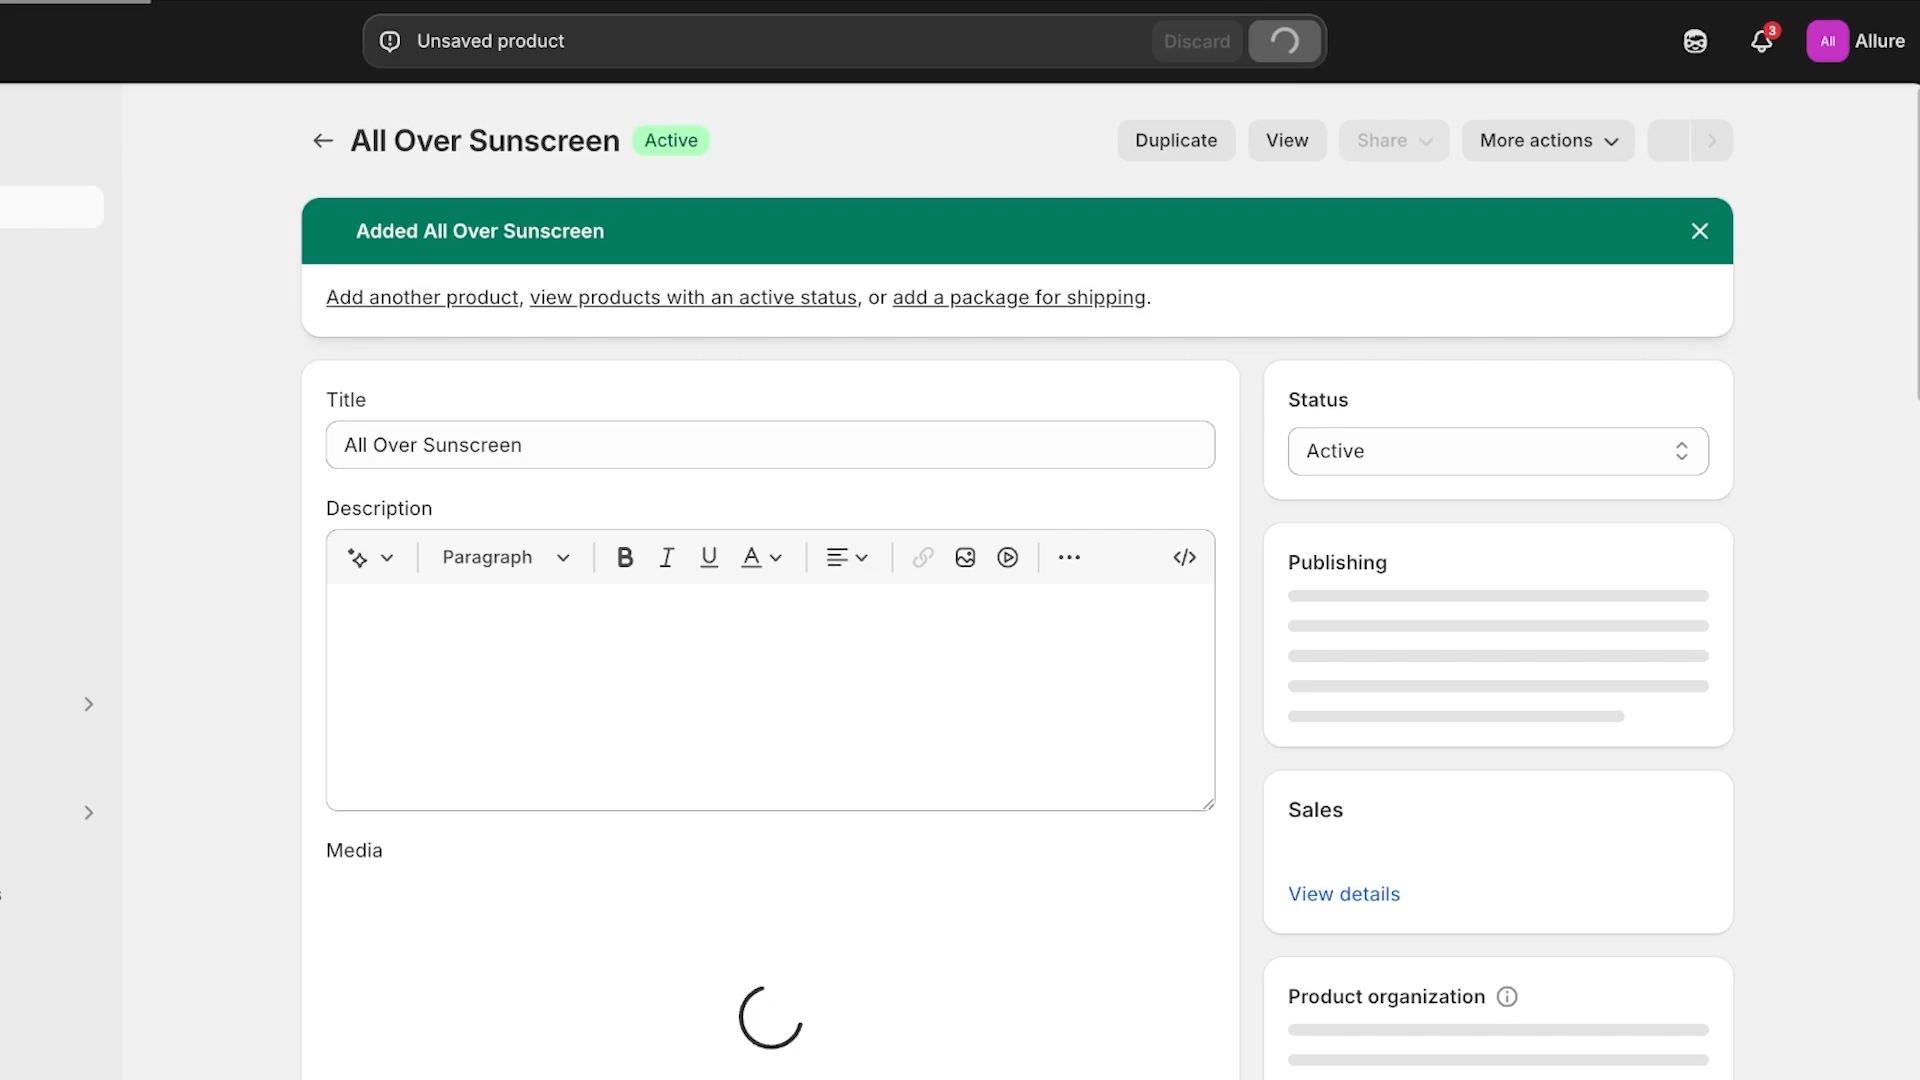 Unsaved product
Discard
3
All
Allure
All Over Sunscreen
Active
Duplicate
View
Share
More actions
Added All Over Sunscreen
Add another product, view products with an active status, or add a package for shipping.
Title
All Over Sunscreen
Description
Paragraph
B I U A
Media
Status
Active
Publishing
Sales
View details
Product organization